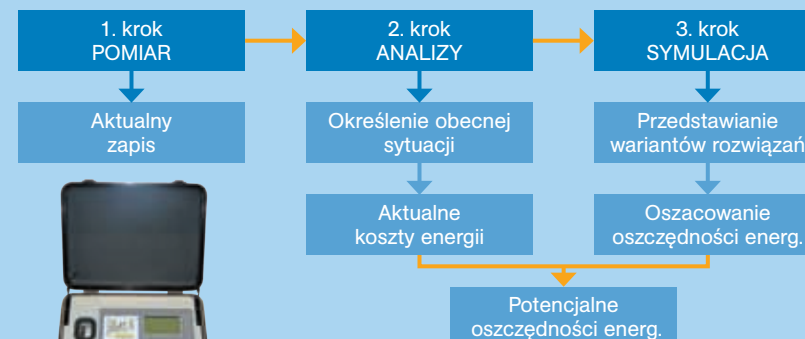 1. krok
POMIAR
2. krok
ANALIZY
3. krok
SYMULACJA
Aktualny
zapis
Określenie obecnej
sytuacji
Przedstawianie
wariantów rozwiązań
Aktualne
koszty energii
Oszacowanie
oszczędności energ.
Potencjalne
oszczędności energ.